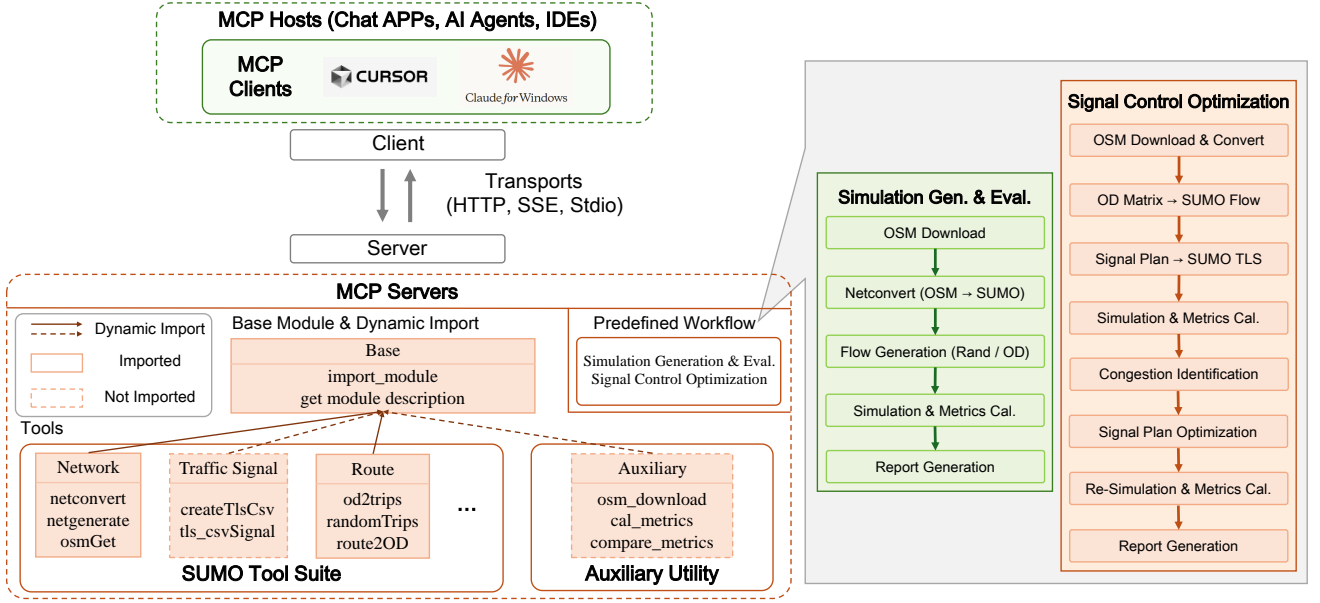 MCP Hosts (Chat APPs, AI Agents, IDEs)
MCP
Clients
CURSOR
Claude for Windows
Client
Transports
(HTTP, SSE, Stdio)
Server
MCP Servers
Dynamic Import
Imported
Not Imported
Base Module & Dynamic Import
Base
import_module
get module description
Predefined Workflow
Simulation Generation & Eval.
Signal Control Optimization
Tools
Network
netconvert
netgenerate
osmGet
Traffic Signal
createTlsCsv
tls_csvSignal
Route
od2trips
randomTrips
route2OD
...
SUMO Tool Suite
Auxiliary
osm_download
cal_metrics
compare_metrics
Auxiliary Utility
Simulation Gen. & Eval.
OSM Download
Netconvert (OSM → SUMO)
Flow Generation (Rand / OD)
Simulation & Metrics Cal.
Report Generation
Signal Control Optimization
OSM Download & Convert
OD Matrix → SUMO Flow
Signal Plan → SUMO TLS
Simulation & Metrics Cal.
Congestion Identification
Signal Plan Optimization
Re-Simulation & Metrics Cal.
Report Generation